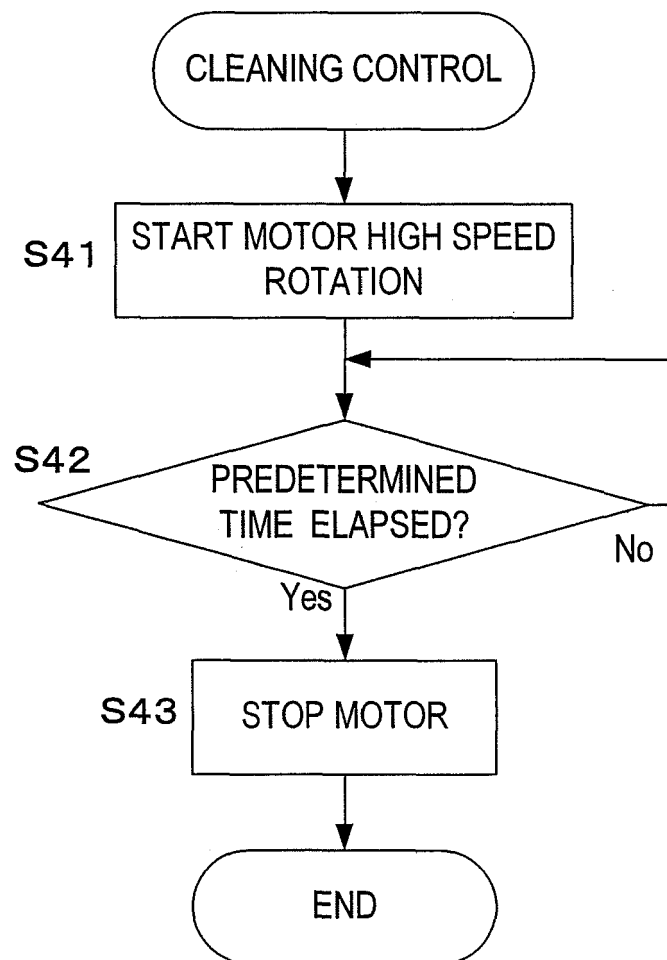 CLEANING CONTROL
S41
START MOTOR HIGH SPEED
ROTATION
S42
PREDETERMINED
TIME ELAPSED?
No
Yes
S43
STOP MOTOR
END